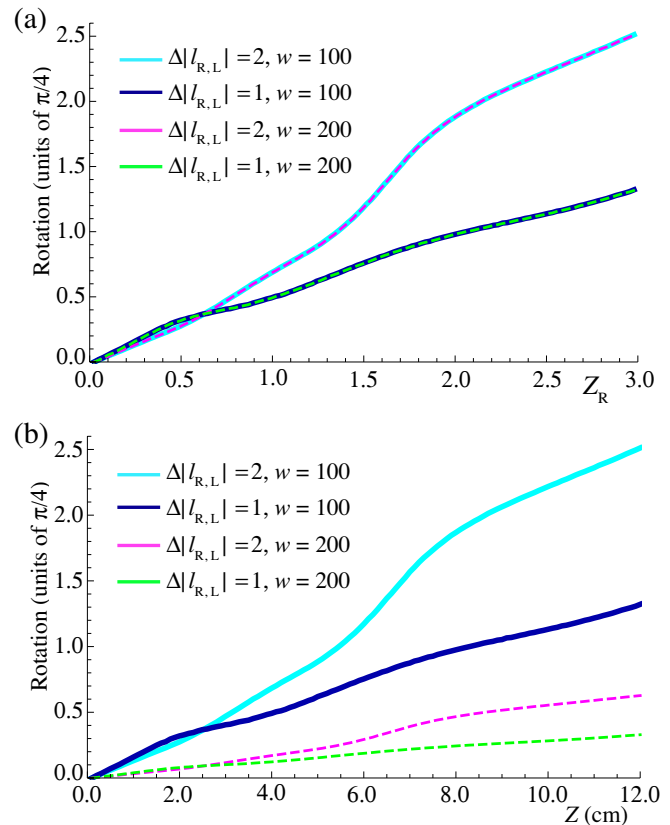 (a)
2.5
2.0
1.5
1.0
0.5
0.0
Rotation (units of π/4)
Δ|l_R,L| = 2, w = 100
Δ|l_R,L| = 1, w = 100
Δ|l_R,L| = 2, w = 200
Δ|l_R,L| = 1, w = 200
0.0 0.5 1.0 1.5 2.0 2.5 3.0
Z_R
(b)
2.5
2.0
1.5
1.0
0.5
0.0
Rotation (units of π/4)
Δ|l_R,L| = 2, w = 100
Δ|l_R,L| = 1, w = 100
Δ|l_R,L| = 2, w = 200
Δ|l_R,L| = 1, w = 200
0.0 2.0 4.0 6.0 8.0 10.0 12.0
Z (cm)